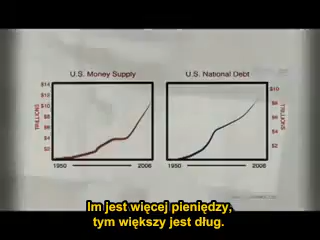 U.S. Money Supply
U.S. National Debt
$14
$12
$10
$8
$6
$4
$2
TRILLIONS
$10
$8
$6
$4
$2
TRILLIONS
1950
2006
1950
2006
Im jest więcej pieniędzy,
tym większy jest dług.